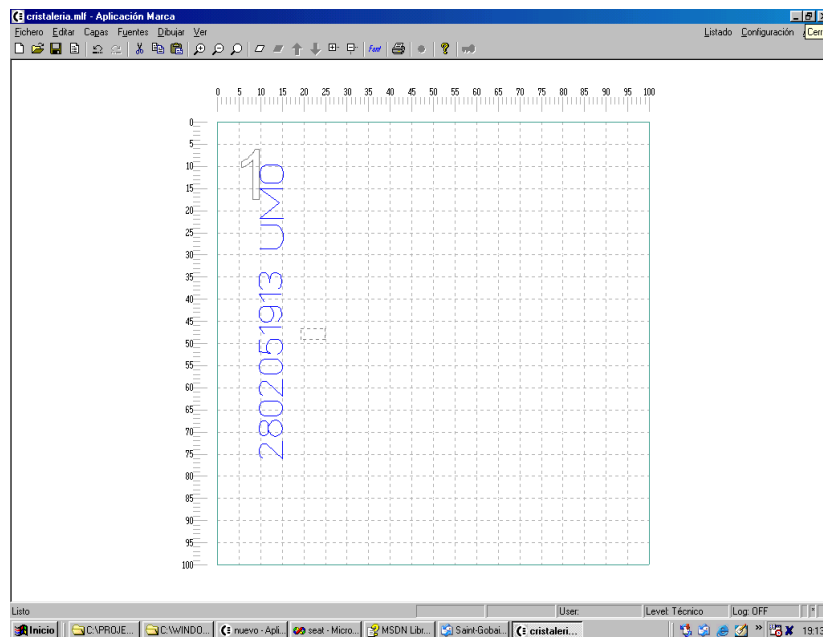 cristaleria.mlf - Aplicación Marca
Fichero Editar Capas Fuentes Dibujar Ver Listado Configuración
Cerr
Font
0 5 10 15 20 25 30 35 40 45 50 55 60 65 70 75 80 85 90 95 100
0
5
10
15
20
25
30
35
40
45
50
55
60
65
70
75
80
85
90
95
100
1
2802051913 UMO
Listo User: Level: Técnico Log: OFF
Inicio C:\PROJE... C:\WINDO... nuevo - Apli... seat - Micro... MSDN Libr... Saint-Gobai... cristaleri... » 19:13